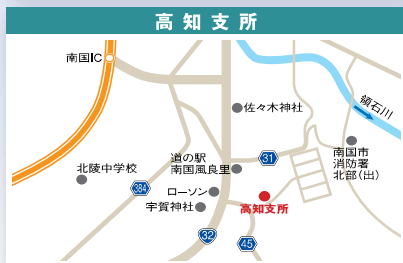 高知支所
南国IC
佐々木神社
領石川
31
南国市
消防署
北部(出)
道の駅
南国風良里
北陵中学校
384
ローソン
宇賀神社
高知支所
32
45